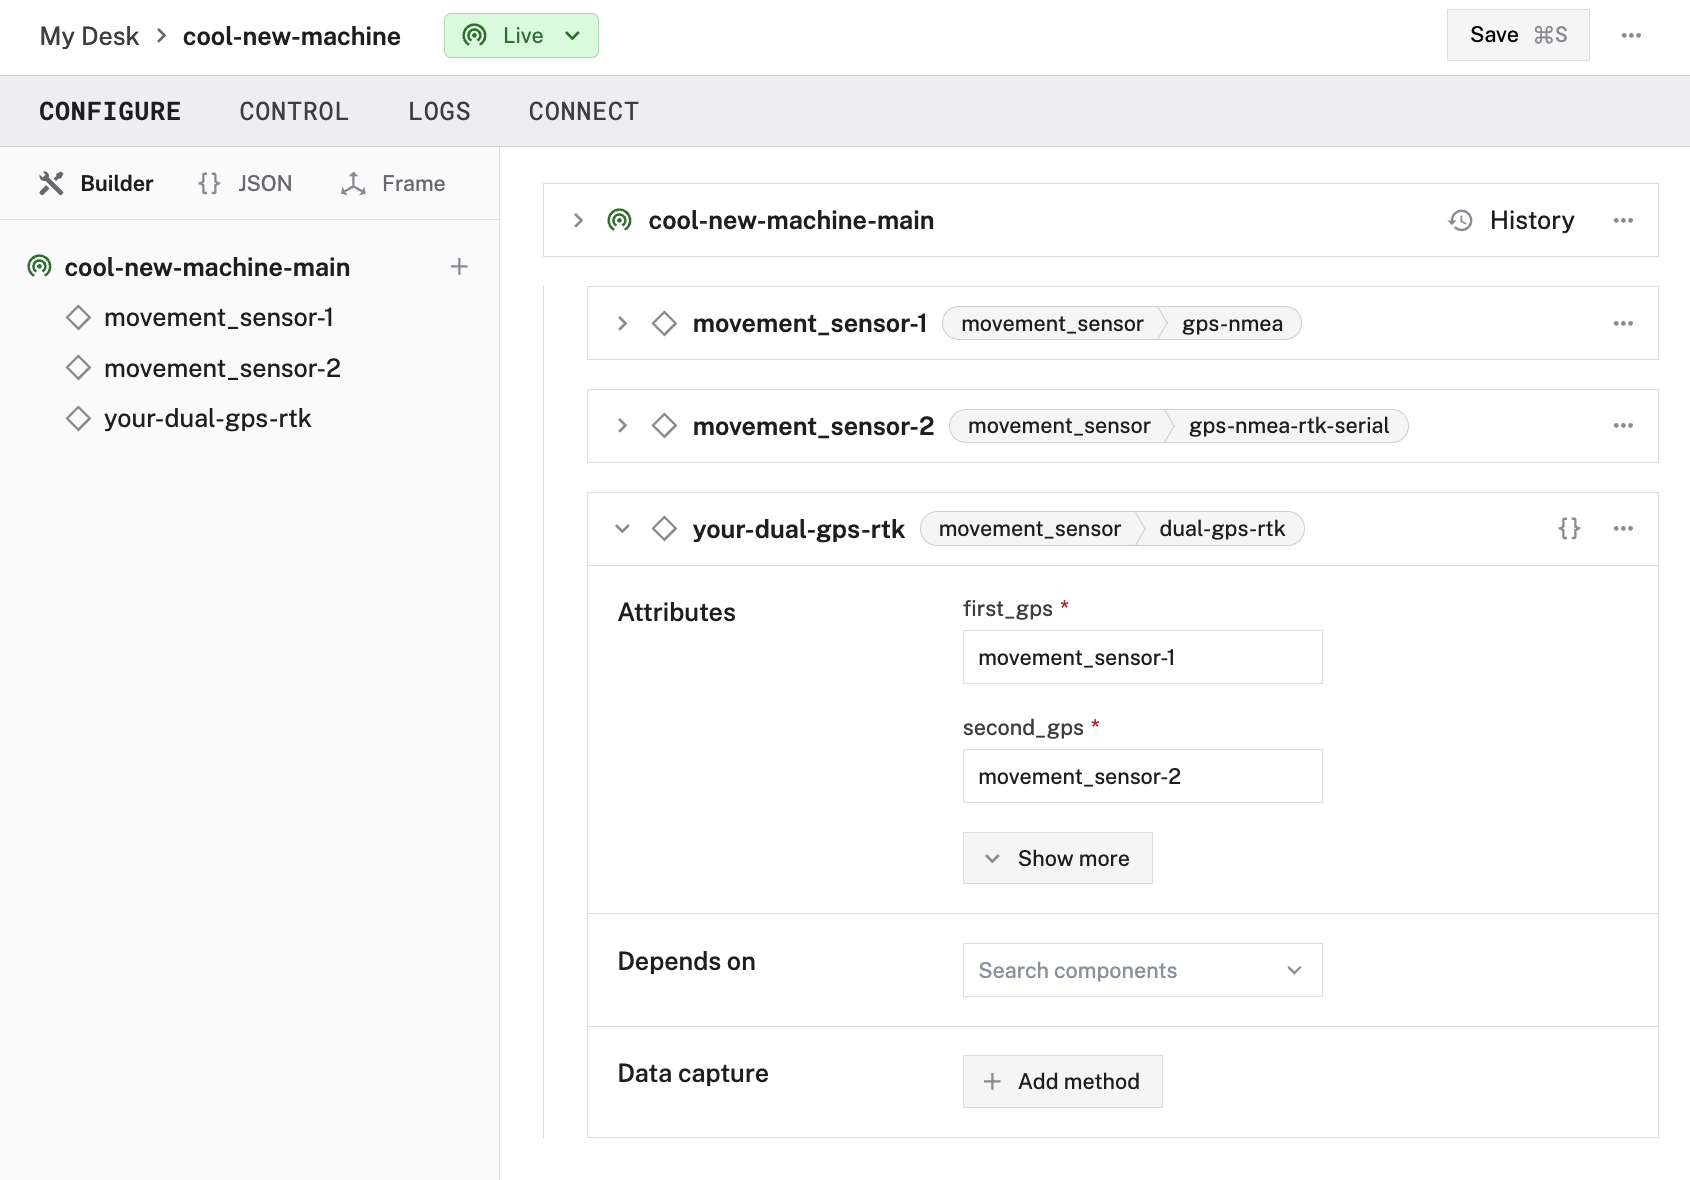 My Desk > cool-new-machine Live Save ⌘S ...
CONFIGURE CONTROL LOGS CONNECT
Builder {} JSON Frame
cool-new-machine-main +
movement_sensor-1
movement_sensor-2
your-dual-gps-rtk
cool-new-machine-main History ...
movement_sensor-1 movement_sensor gps-nmea ...
movement_sensor-2 movement_sensor gps-nmea-rtk-serial ...
your-dual-gps-rtk movement_sensor dual-gps-rtk {} ...
Attributes
first_gps *
movement_sensor-1
second_gps *
movement_sensor-2
Show more
Depends on
Search components
Data capture
+ Add method